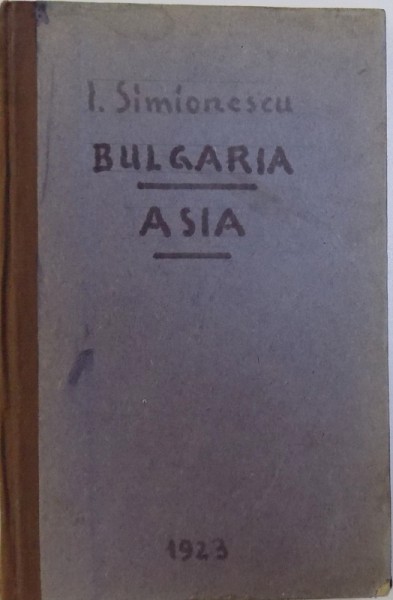 I. Simionescu
BULGARIA
ASIA
1923